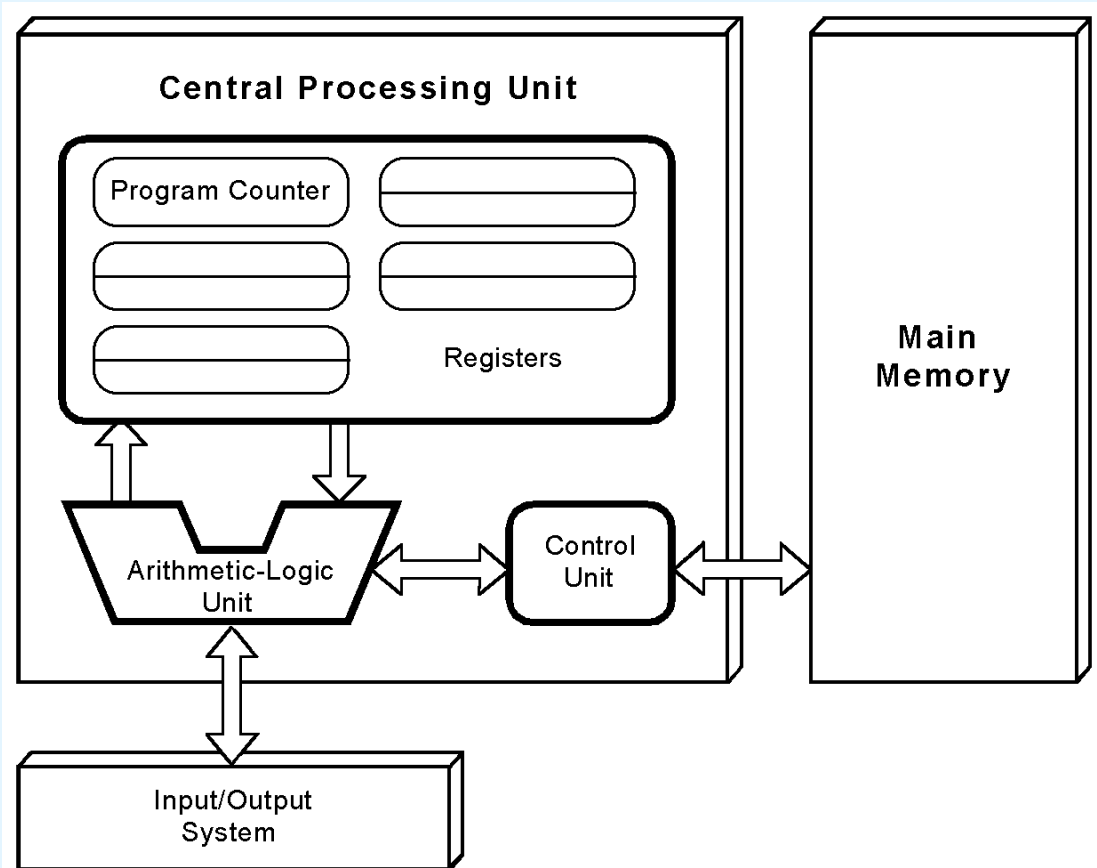 Central Processing Unit
Program Counter
Registers
Main
Memory
Arithmetic-Logic
Unit
Control
Unit
Input/Output
System